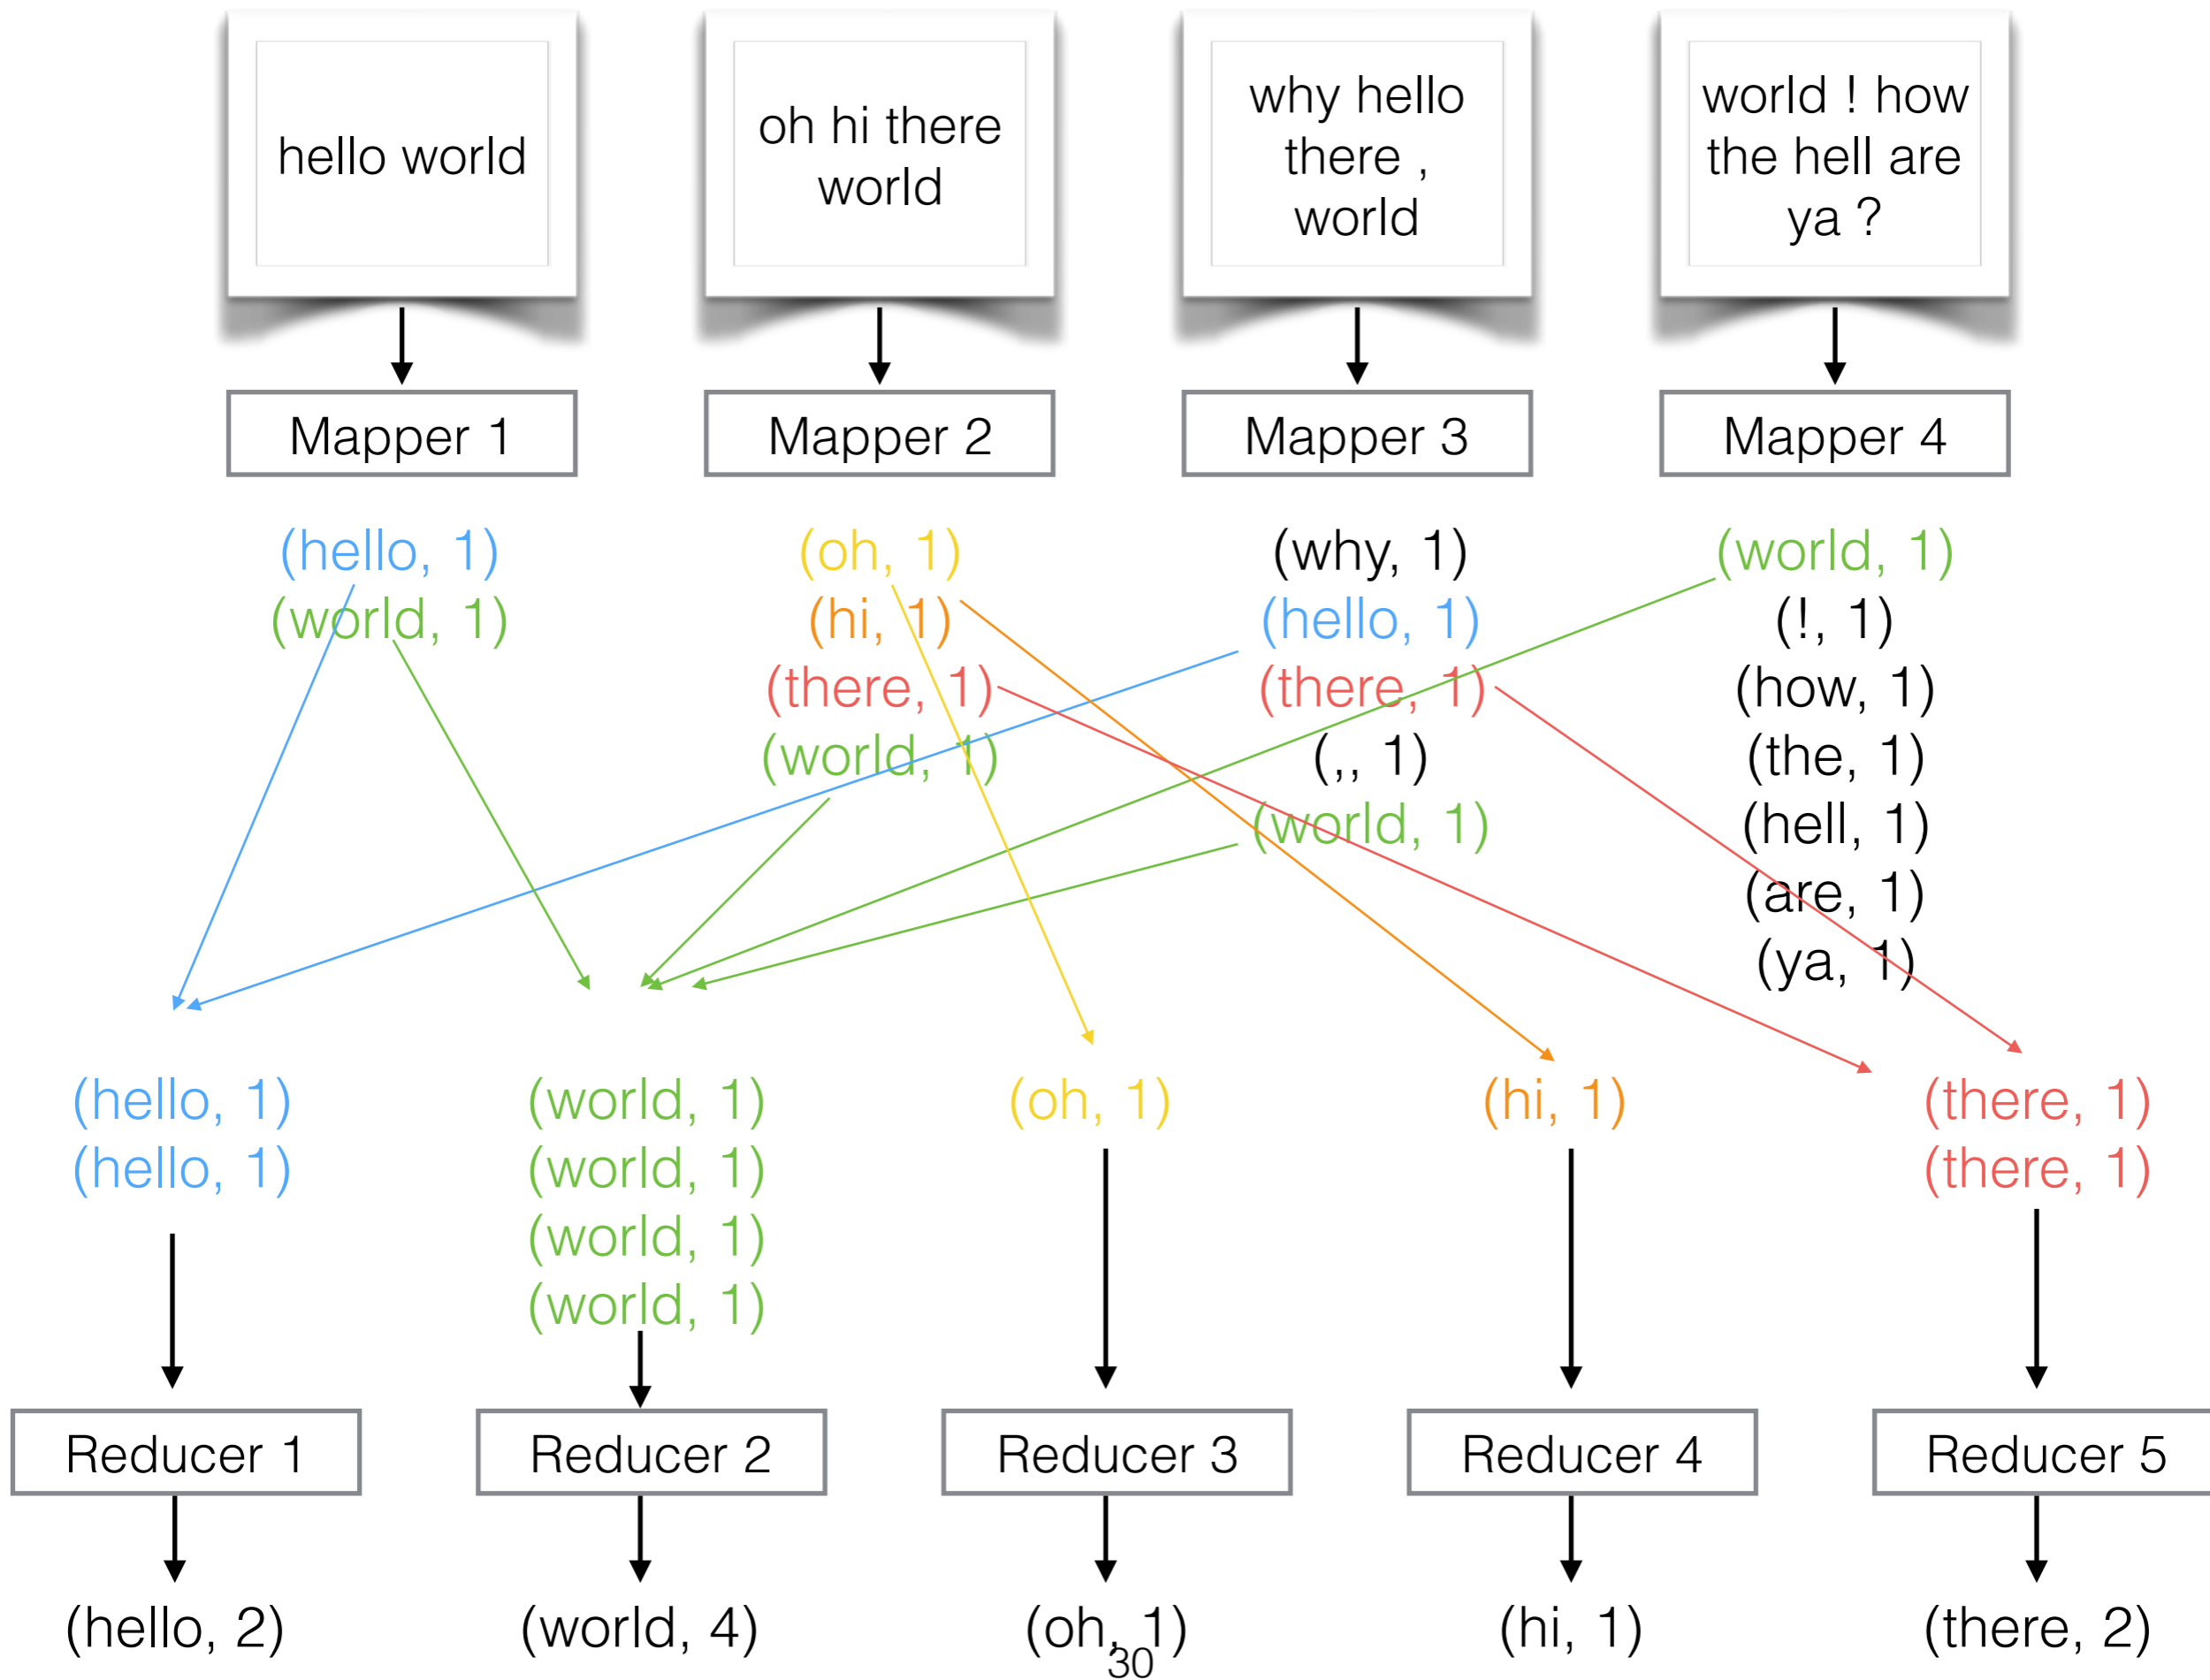 hello world
oh hi there
world
why hello
there ,
world
world ! how
the hell are
ya ?
Mapper 1
Mapper 2
Mapper 3
Mapper 4
(hello, 1)
(world, 1)
(oh, 1)
(hi, 1)
(there, 1)
(world, 1)
(why, 1)
(hello, 1)
(there, 1)
(,, 1)
(world, 1)
(world, 1)
(!, 1)
(how, 1)
(the, 1)
(hell, 1)
(are, 1)
(ya, 1)
(hello, 1)
(hello, 1)
(world, 1)
(world, 1)
(world, 1)
(world, 1)
(oh, 1)
(hi, 1)
(there, 1)
(there, 1)
Reducer 1
Reducer 2
Reducer 3
Reducer 4
Reducer 5
(hello, 2)
(world, 4)
(oh, 1)
(hi, 1)
(there, 2)
30